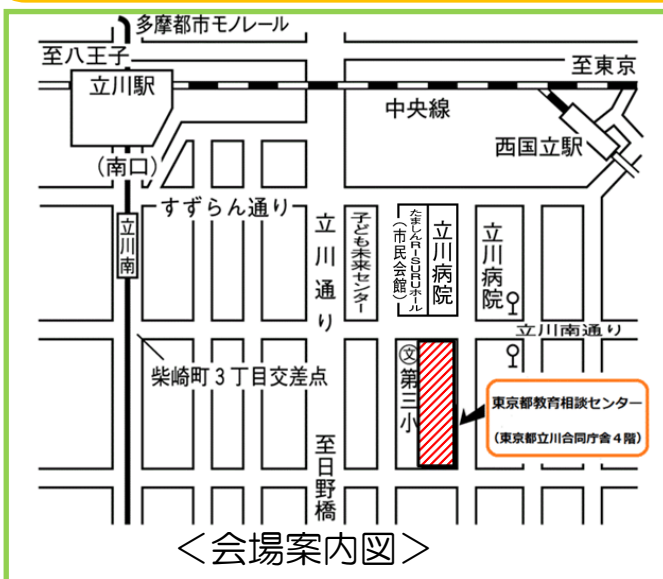 多摩都市モノレール
至八王子
至東京
立川駅
中央線
西国立駅
(南口)
すずらん通り
立川南
立川通り
子ども未来センター
たましんRISURUホール
(市民会館)
立川病院
立川病院
立川南通り
柴崎町3丁目交差点
文
第三小
東京都教育相談センター
(東京都立川合同庁舎4階)
至日野橋
<会場案内図>